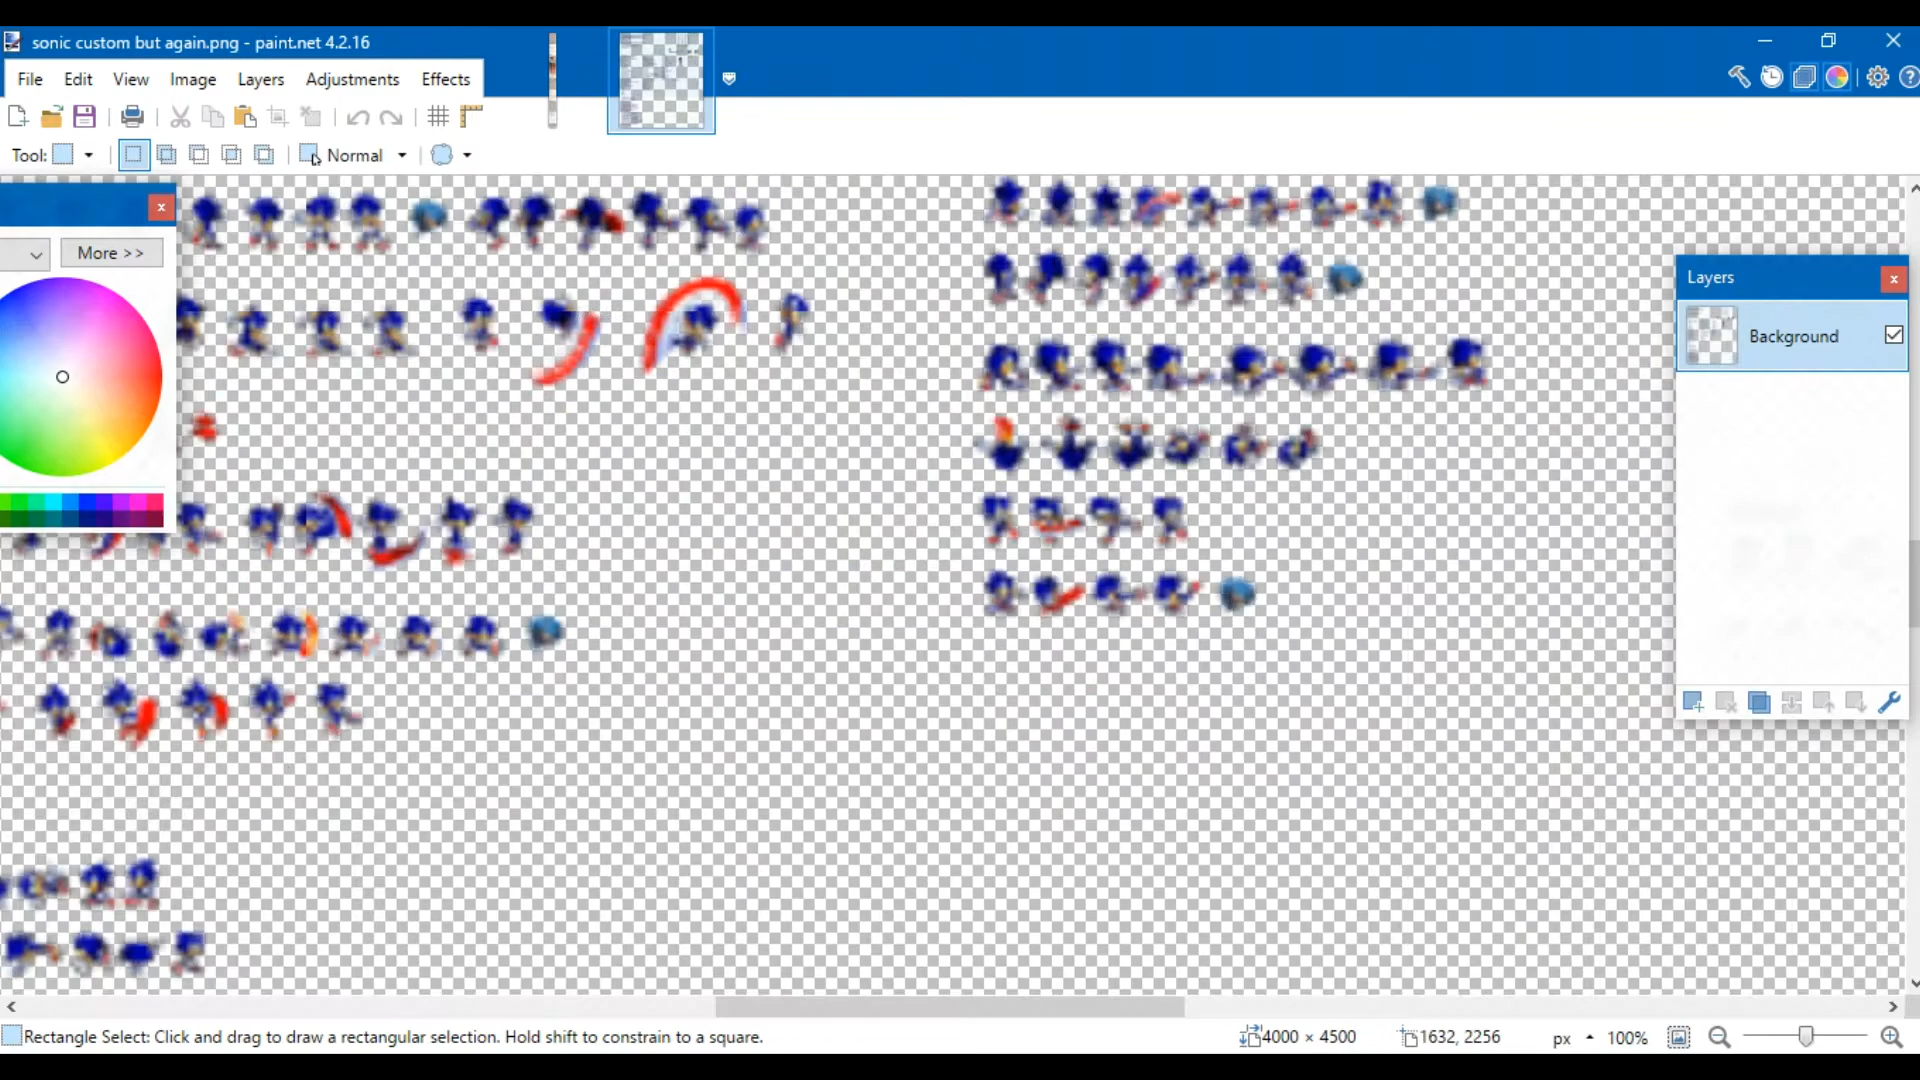 sonic custom but again.png - paint.net 4.2.16
File Edit View Image Layers Adjustments Effects
Tool: Normal
More >>
Layers
Background
Rectangle Select: Click and drag to draw a rectangular selection. Hold shift to constrain to a square.
4000 × 4500 1632, 2256 px 100%